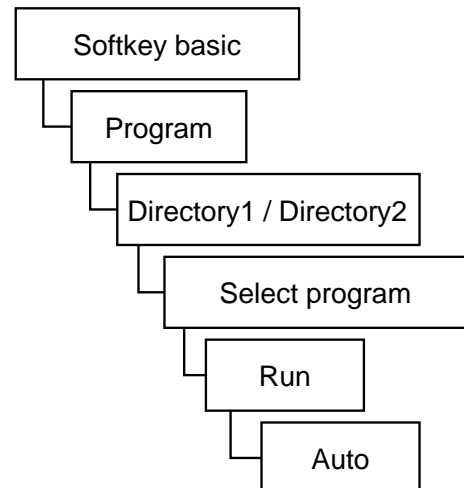 Softkey basic
Program
Directory1 / Directory2
Select program
Run
Auto